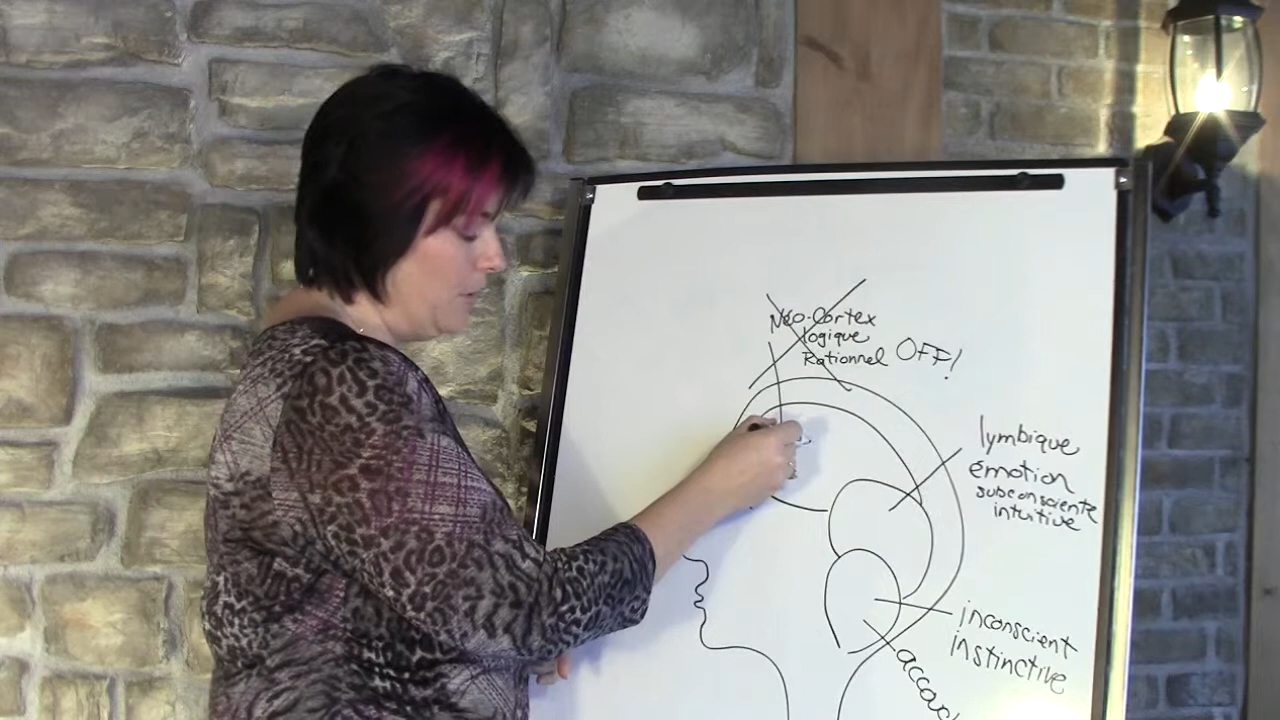 Néo-Cortex
logique
Rationnel OFF!
lymbique
émotion
subconsciente
intuitive
inconscient
instinctive